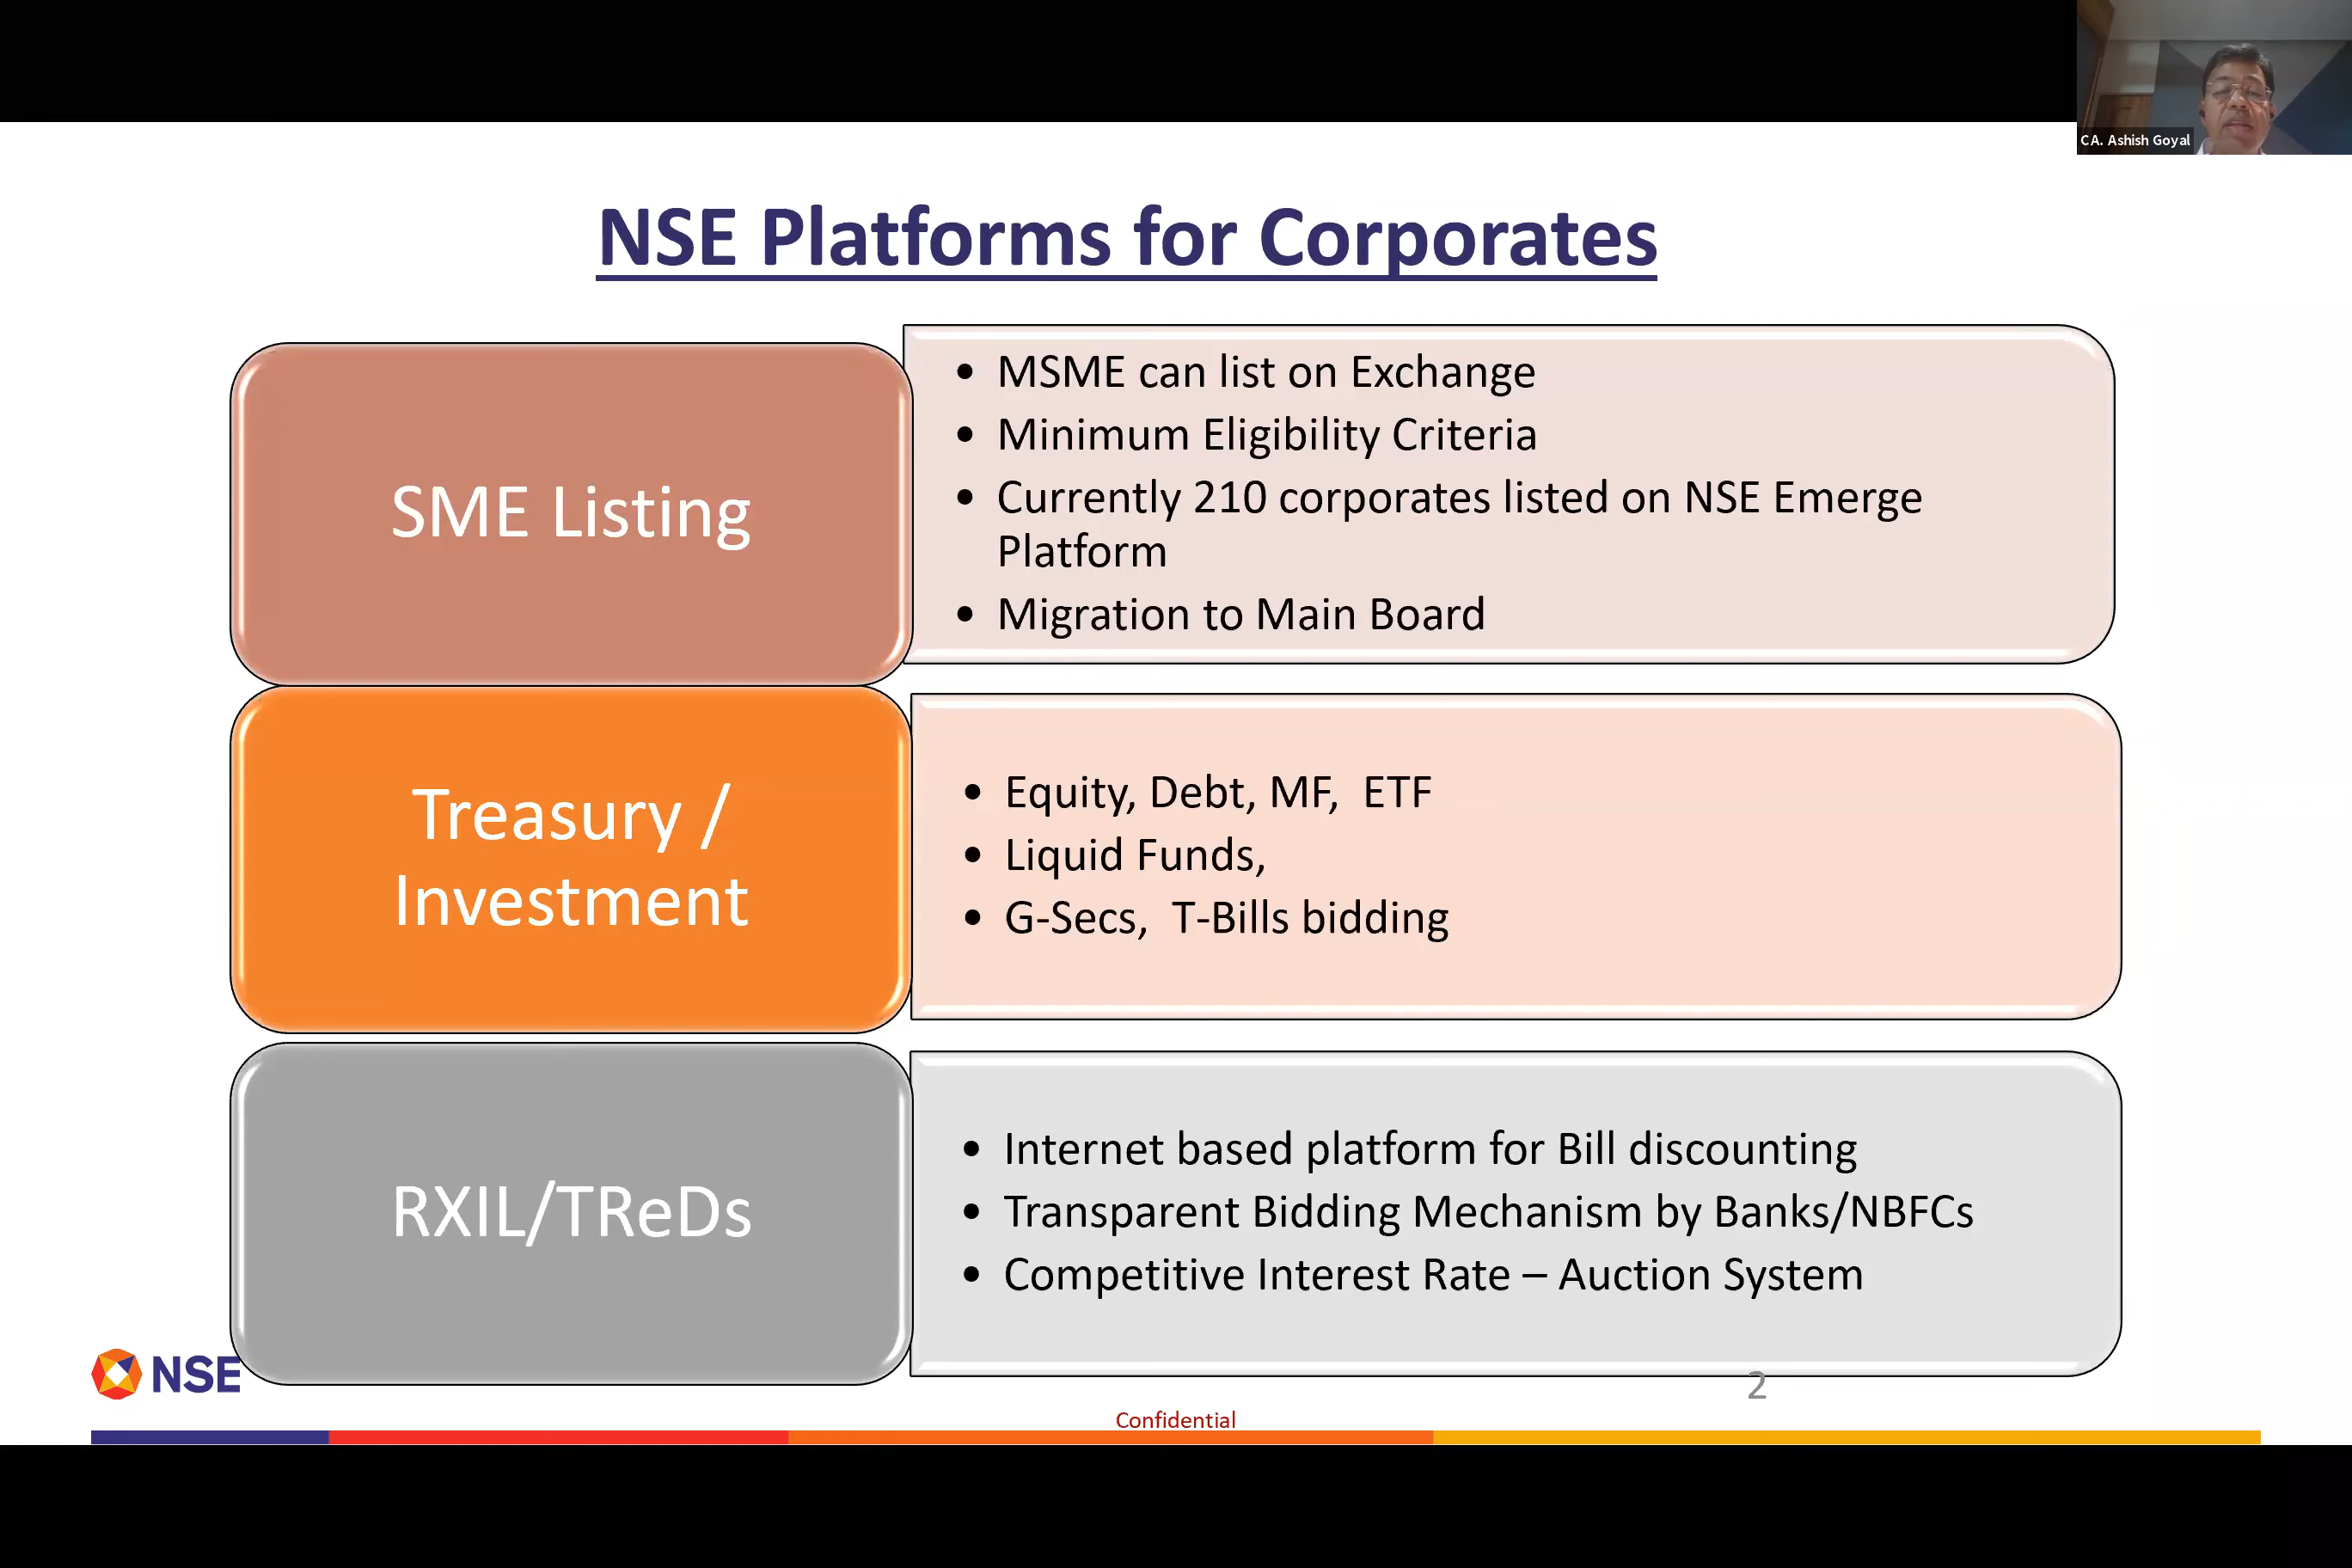 CA. Ashish Goyal
NSE Platforms for Corporates
SME Listing
• MSME can list on Exchange
• Minimum Eligibility Criteria
• Currently 210 corporates listed on NSE Emerge
Platform
• Migration to Main Board
Treasury /
Investment
• Equity, Debt, MF,  ETF
• Liquid Funds,
• G-Secs,  T-Bills bidding
RXIL/TReDs
• Internet based platform for Bill discounting
• Transparent Bidding Mechanism by Banks/NBFCs
• Competitive Interest Rate – Auction System
NSE
2
Confidential